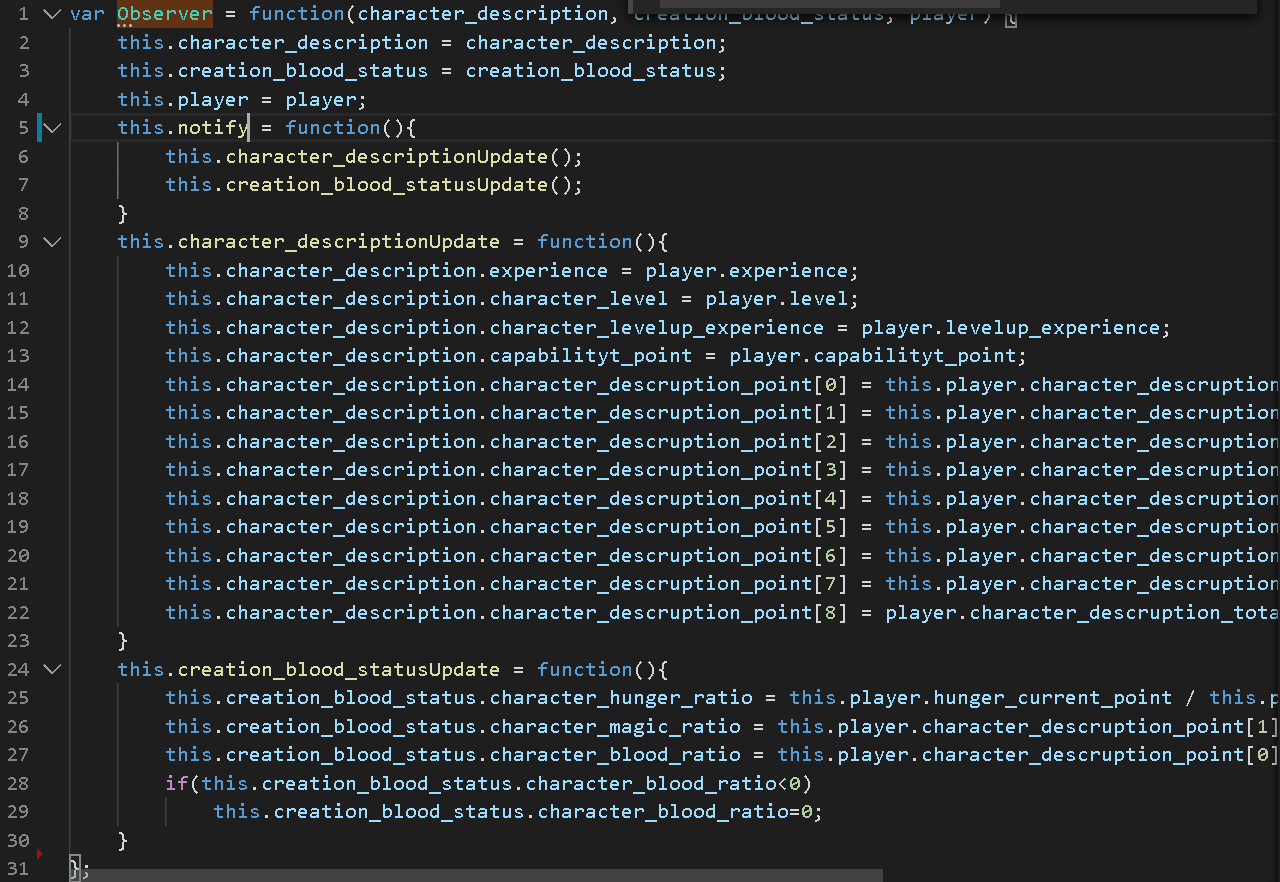 1 var Observer = function(character_description, creation_blood_status, player) {
2 this.character_description = character_description;
3 this.creation_blood_status = creation_blood_status;
4 this.player = player;
5 this.notify = function(){
6 this.character_descriptionUpdate();
7 this.creation_blood_statusUpdate();
8 }
9 this.character_descriptionUpdate = function(){
10 this.character_description.experience = player.experience;
11 this.character_description.character_level = player.level;
12 this.character_description.character_levelup_experience = player.levelup_experience;
13 this.character_description.capabilityt_point = player.capabilityt_point;
14 this.character_description.character_descruption_point[0] = this.player.character_descruption
15 this.character_description.character_descruption_point[1] = this.player.character_descruption
16 this.character_description.character_descruption_point[2] = this.player.character_descruption
17 this.character_description.character_descruption_point[3] = this.player.character_descruption
18 this.character_description.character_descruption_point[4] = this.player.character_descruption
19 this.character_description.character_descruption_point[5] = this.player.character_descruption
20 this.character_description.character_descruption_point[6] = this.player.character_descruption
21 this.character_description.character_descruption_point[7] = this.player.character_descruption
22 this.character_description.character_descruption_point[8] = player.character_descruption_tota
23 }
24 this.creation_blood_statusUpdate = function(){
25 this.creation_blood_status.character_hunger_ratio = this.player.hunger_current_point / this.p
26 this.creation_blood_status.character_magic_ratio = this.player.character_descruption_point[1]
27 this.creation_blood_status.character_blood_ratio = this.player.character_descruption_point[0]
28 if(this.creation_blood_status.character_blood_ratio<0)
29 this.creation_blood_status.character_blood_ratio=0;
30 }
31 };